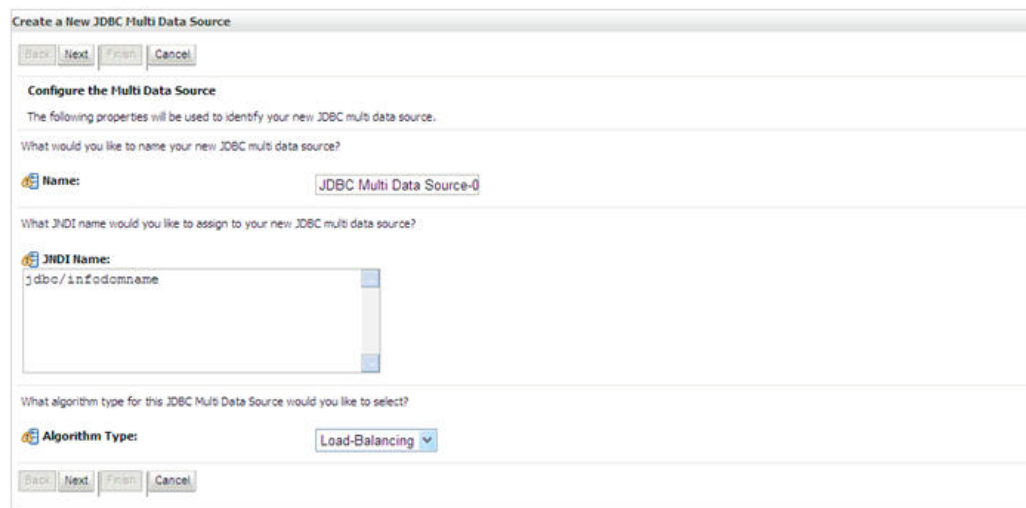 Create a New JDBC Multi Data Source
Back Next Finish Cancel
Configure the Multi Data Source
The following properties will be used to identify your new JDBC multi data source.
What would you like to name your new JDBC multi data source?
Name: JDBC Multi Data Source-0
What JNDI name would you like to assign to your new JDBC multi data source?
JNDI Name:
jdbc/infodomname
What algorithm type for this JDBC Multi Data Source would you like to select?
Algorithm Type: Load-Balancing
Back Next Finish Cancel